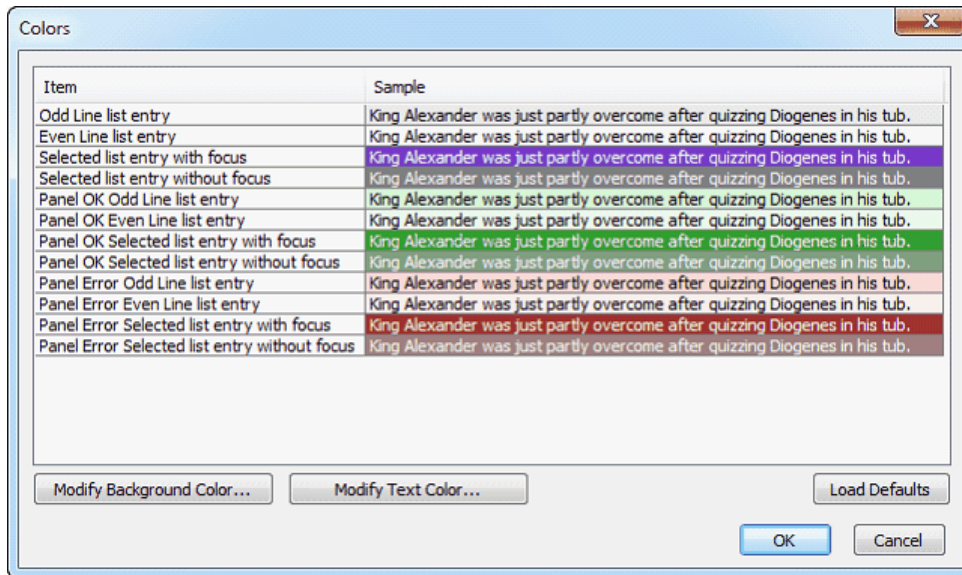 Colors
Item Sample
Odd Line list entry King Alexander was just partly overcome after quizzing Diogenes in his tub.
Even Line list entry King Alexander was just partly overcome after quizzing Diogenes in his tub.
Selected list entry with focus King Alexander was just partly overcome after quizzing Diogenes in his tub.
Selected list entry without focus King Alexander was just partly overcome after quizzing Diogenes in his tub.
Panel OK Odd Line list entry King Alexander was just partly overcome after quizzing Diogenes in his tub.
Panel OK Even Line list entry King Alexander was just partly overcome after quizzing Diogenes in his tub.
Panel OK Selected list entry with focus King Alexander was just partly overcome after quizzing Diogenes in his tub.
Panel OK Selected list entry without focus King Alexander was just partly overcome after quizzing Diogenes in his tub.
Panel Error Odd Line list entry King Alexander was just partly overcome after quizzing Diogenes in his tub.
Panel Error Even Line list entry King Alexander was just partly overcome after quizzing Diogenes in his tub.
Panel Error Selected list entry with focus King Alexander was just partly overcome after quizzing Diogenes in his tub.
Panel Error Selected list entry without focus King Alexander was just partly overcome after quizzing Diogenes in his tub.
Modify Background Color... Modify Text Color... Load Defaults
OK Cancel